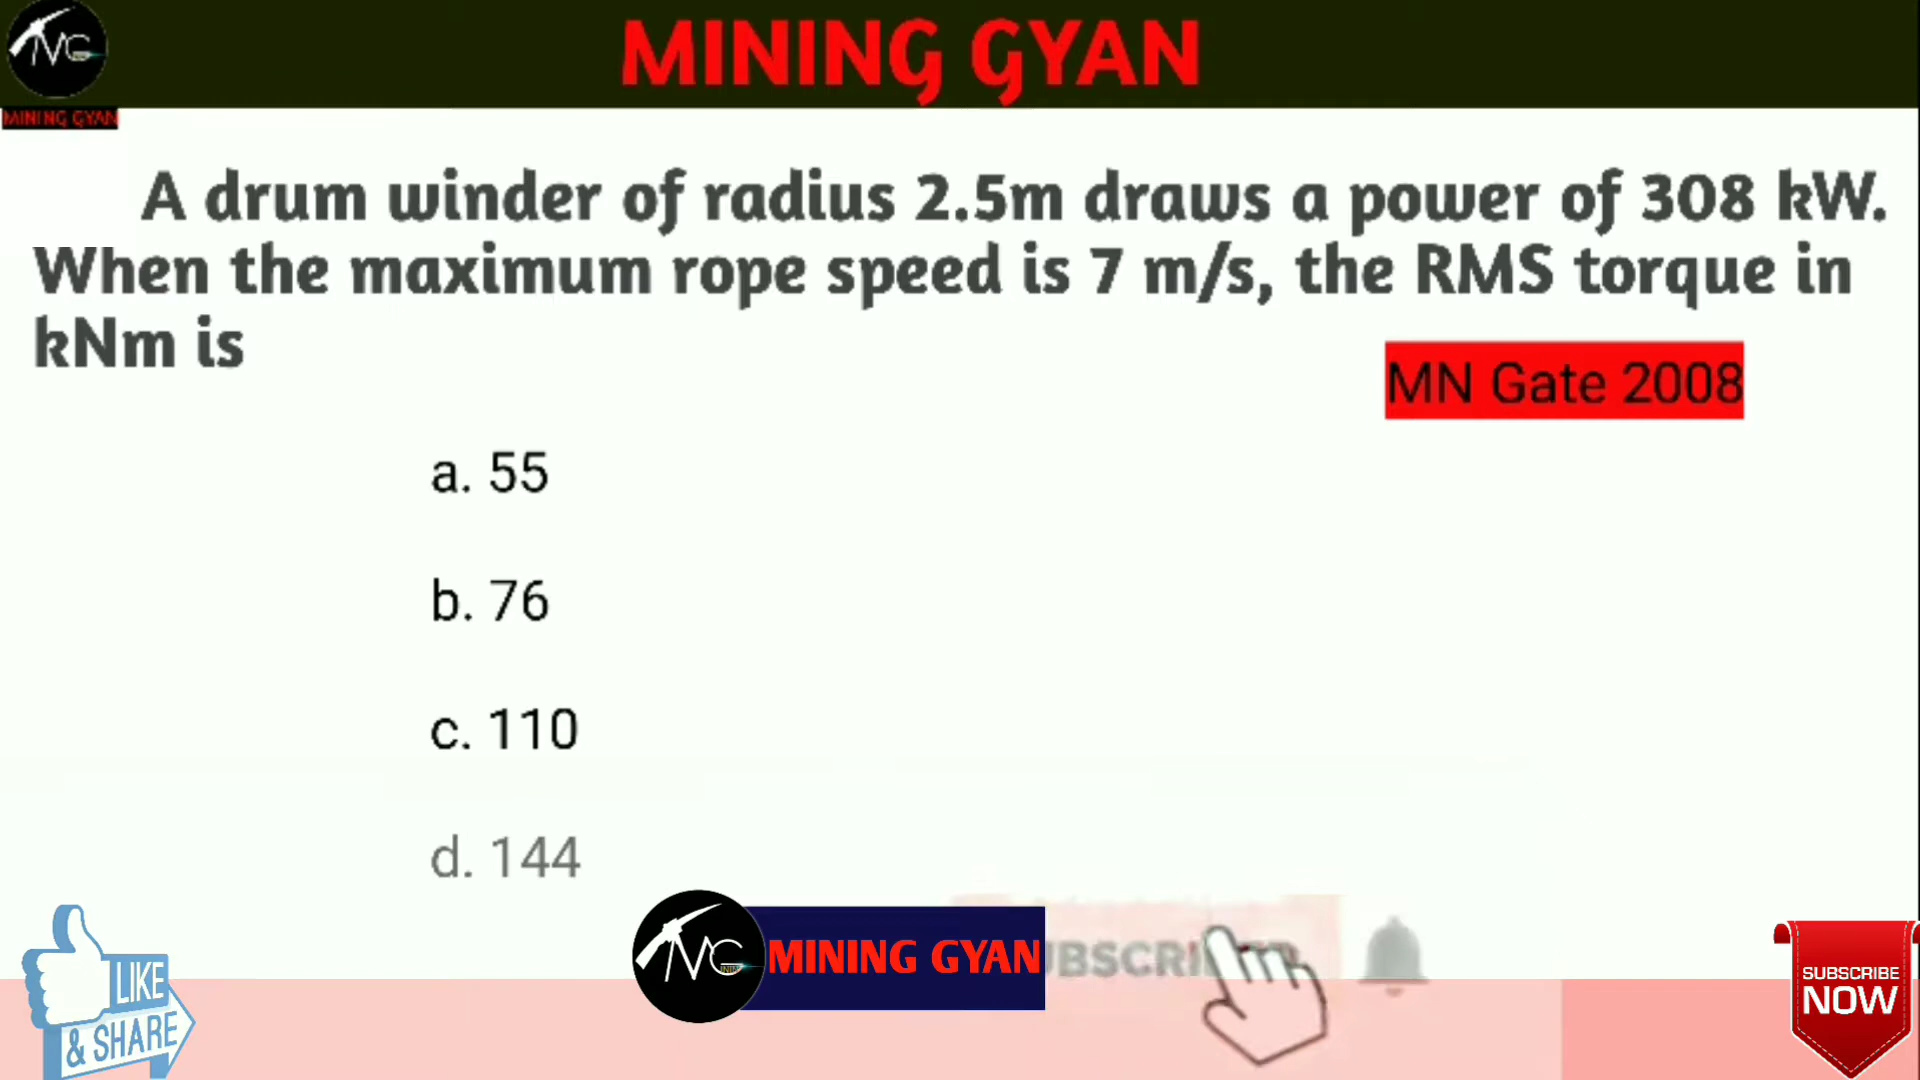 MINING GYAN
MG
MINING GYAN
A drum winder of radius 2.5m draws a power of 308 kW.
When the maximum rope speed is 7 m/s, the RMS torque in
kNm is
MN Gate 2008
a. 55
b. 76
c. 110
d. 144
MG
MINING GYAN
LIKE
& SHARE
SUBSCRIBE
NOW